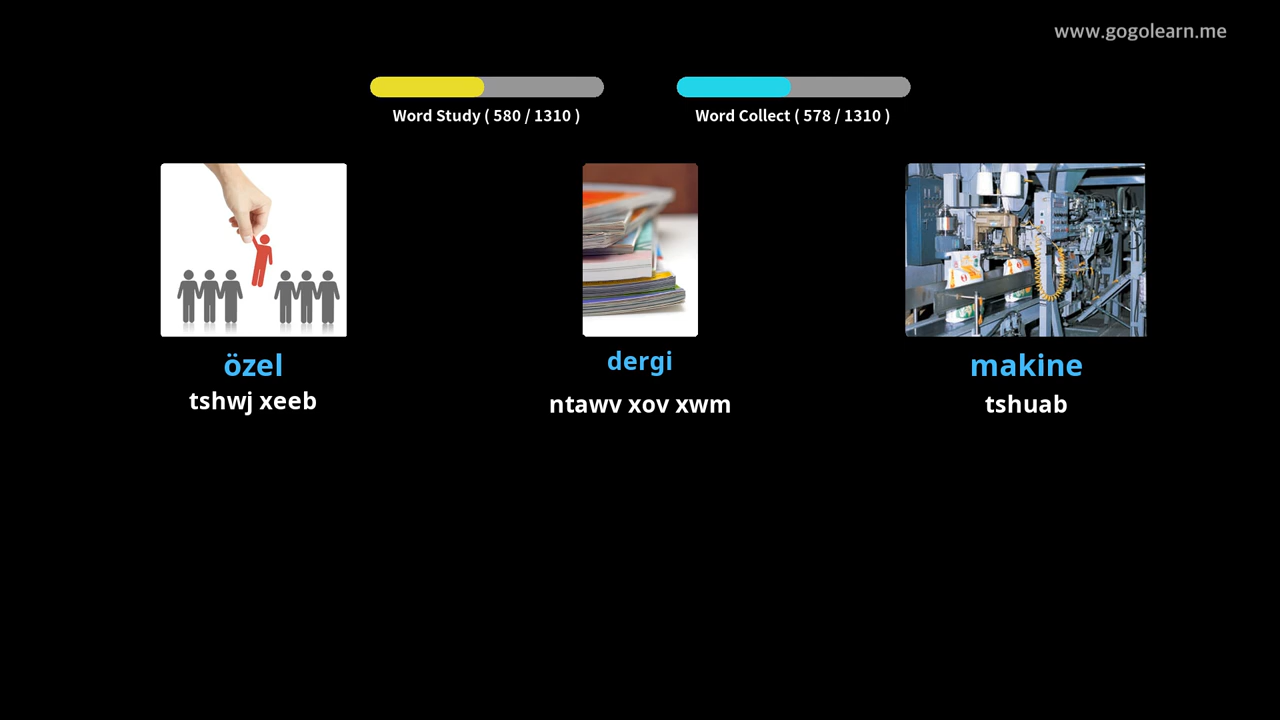 www.gogolearn.me
Word Study ( 580 / 1310 )
Word Collect ( 578 / 1310 )
özel
tshwj xeeb
dergi
ntawv xov xwm
makine
tshuab